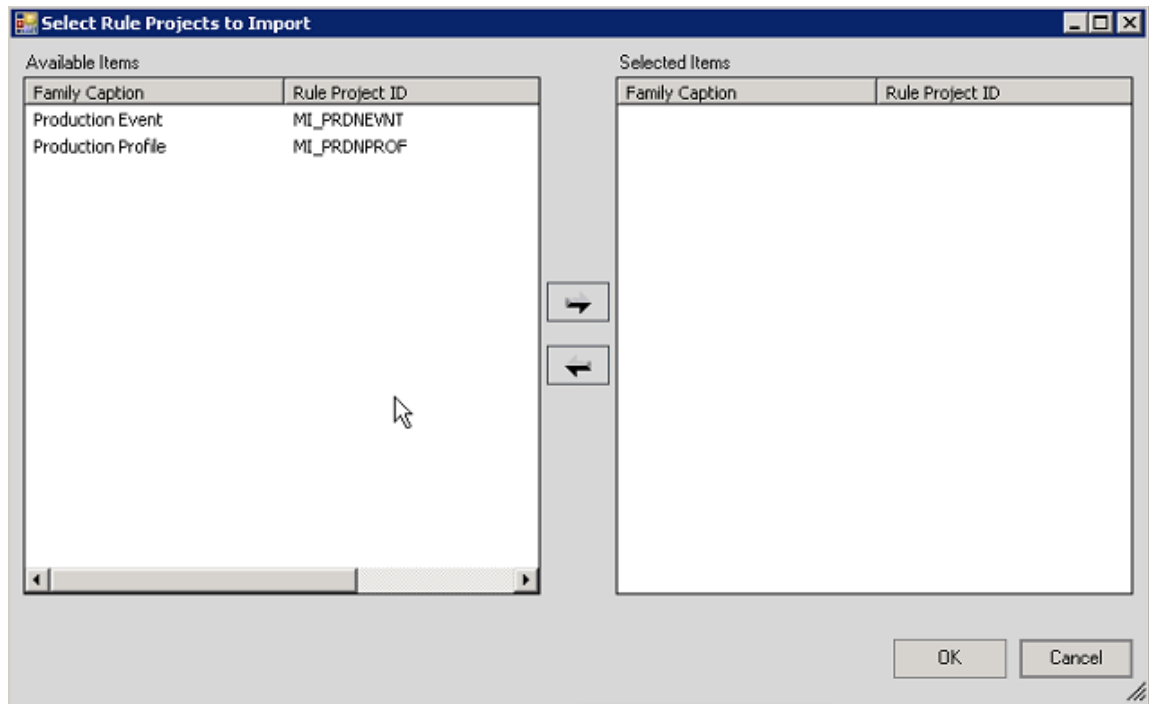 Select Rule Projects to Import
Available Items
Family Caption Rule Project ID
Production Event MI_PRDNEVNT
Production Profile MI_PRDNPROF
Selected Items
Family Caption Rule Project ID
OK Cancel